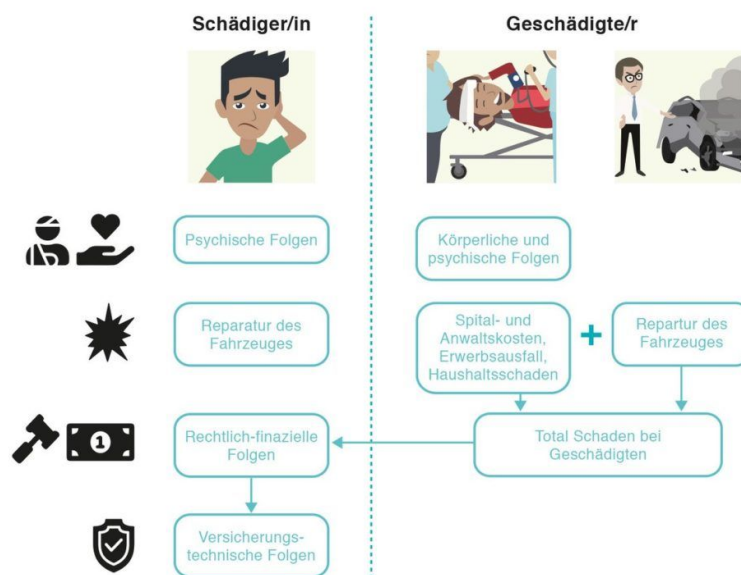 Schädiger/in
Geschädigte/r
Psychische Folgen
Körperliche und
psychische Folgen
Reparatur des
Fahrzeuges
Spital- und
Anwaltskosten,
Erwerbsausfall,
Haushaltsschaden
+
Repartur des
Fahrzeuges
1
Rechtlich-finazielle
Folgen
Total Schaden bei
Geschädigten
Versicherungs-
technische Folgen